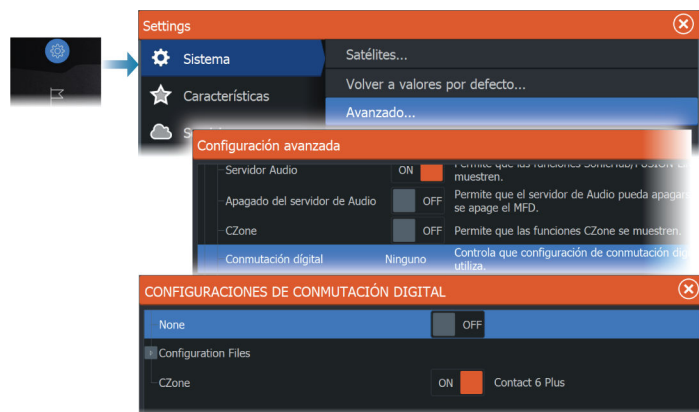 Settings
Sistema
Satélites...
Volver a valores por defecto...
Características
Avanzado...
Configuración avanzada
Servidor Audio ON Permite que las funciones SonicHub/FUSION
muestren.
Apagado del servidor de Audio OFF Permite que el servidor de Audio pueda
se apage el MFD.
CZone OFF Permite que las funciones CZone se muestren.
Conmutación dígital Ninguno Controla que configuración de conmutación
utiliza.
CONFIGURACIONES DE CONMUTACIÓN DIGITAL
None OFF
Configuration Files
CZone ON Contact 6 Plus